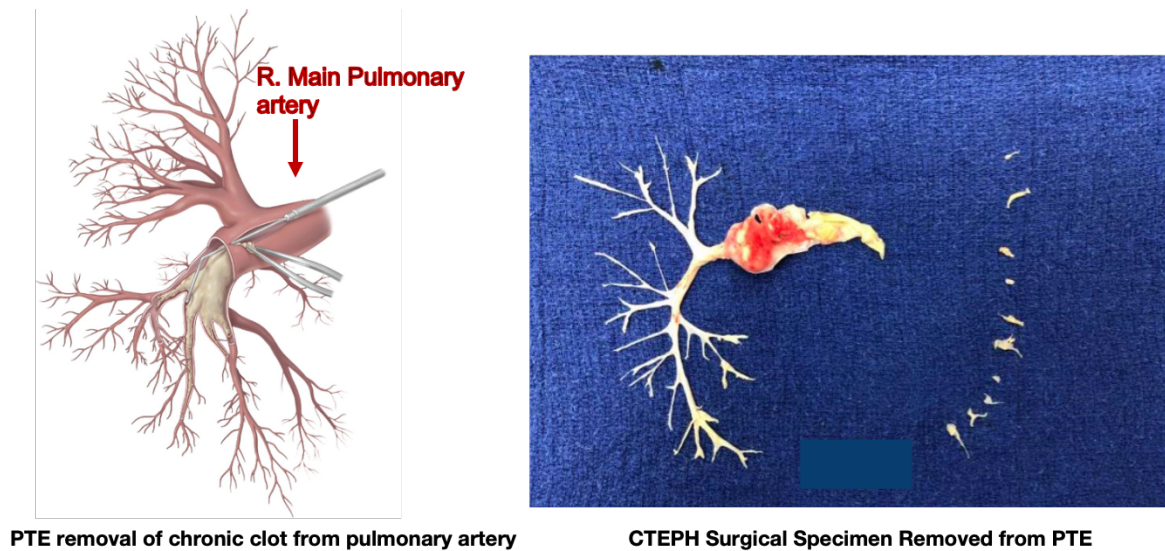 R. Main Pulmonary
artery
PTE removal of chronic clot from pulmonary artery
CTEPH Surgical Specimen Removed from PTE